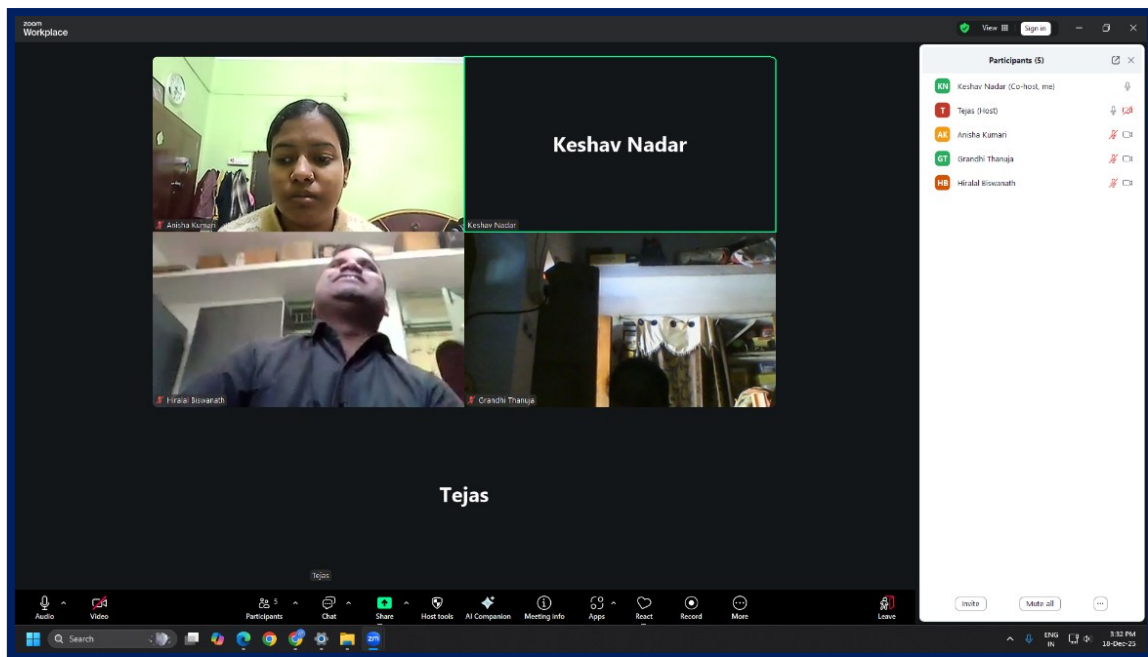 zoom
Workplace
View
Sign in
Participants (5)
KN Keshav Nadar (Co-host, me)
T Tejas (Host)
AK Anisha Kumari
GT Grandhi Thanuja
HB Hiralal Biswanath
Anisha Kumari
Keshav Nadar
Keshav Nadar
Hiralal Biswanath
Grandhi Thanuja
Tejas
Tejas
Invite
Mute all
Audio
Video
5
Participants
Chat
Share
Host tools
AI Companion
Meeting info
Apps
React
Record
More
Leave
Search
zm
ENG
IN
3:32 PM
18-Dec-25